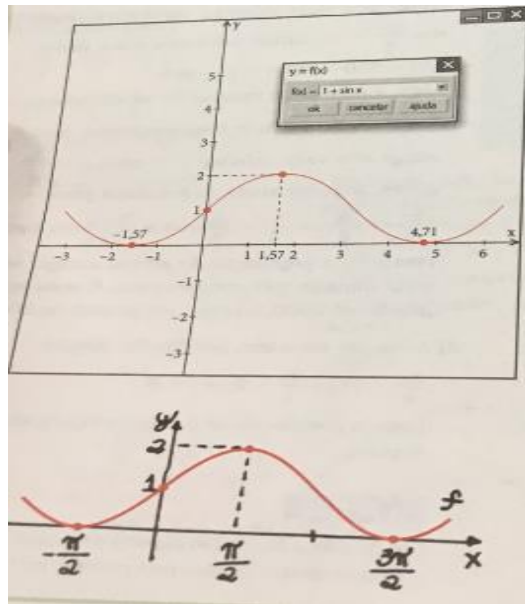 y
y = f(x)
f(x) = 1 + sin x
ok cancelar ajuda
5
4
3
2
1
-1,57
4,71
x
-3 -2 -1 1 1,57 2 3 4 5 6
-1
-2
-3
y
2
1
f
-π/2 π/2 3π/2 x